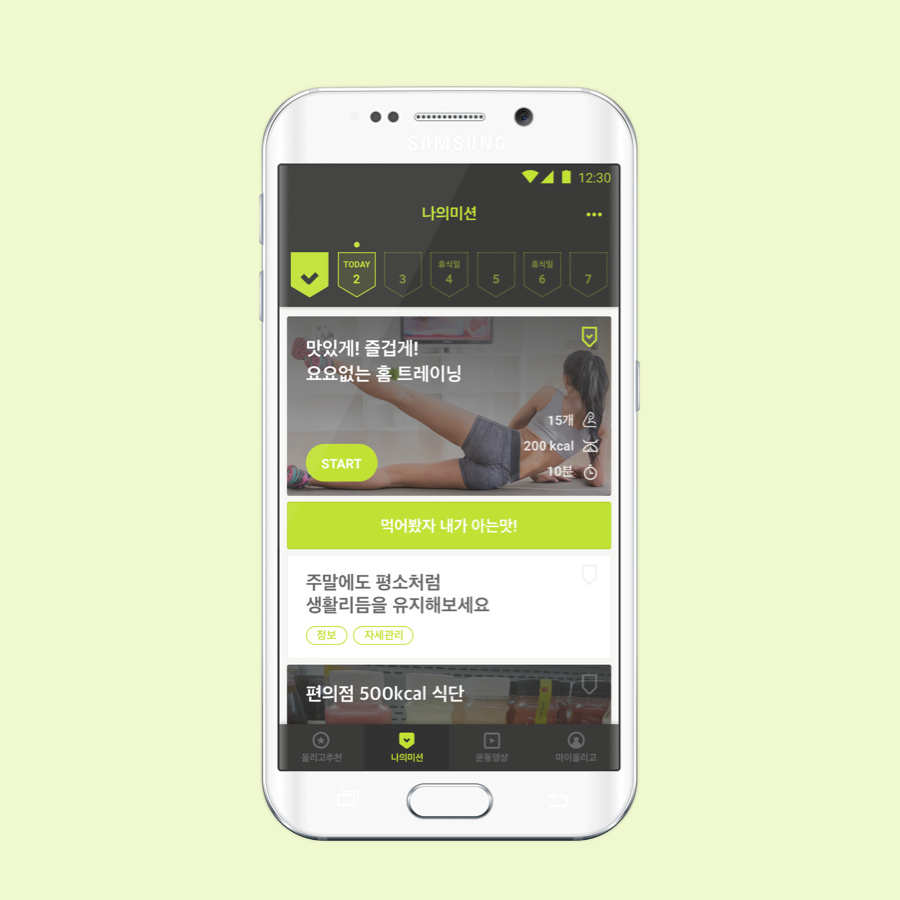 SAMSUNG
12:30
나의미션
TODAY
휴식일
휴식일
2
3
4
5
6
7
맛있게! 즐겁게!
요요없는 홈 트레이닝
15개
200 kcal
10분
START
먹어봤자 내가 아는맛!
주말에도 평소처럼
생활리듬을 유지해보세요
정보
자세관리
편의점 500kcal 식단
올리고추천
나의미션
운동영상
마이올리고